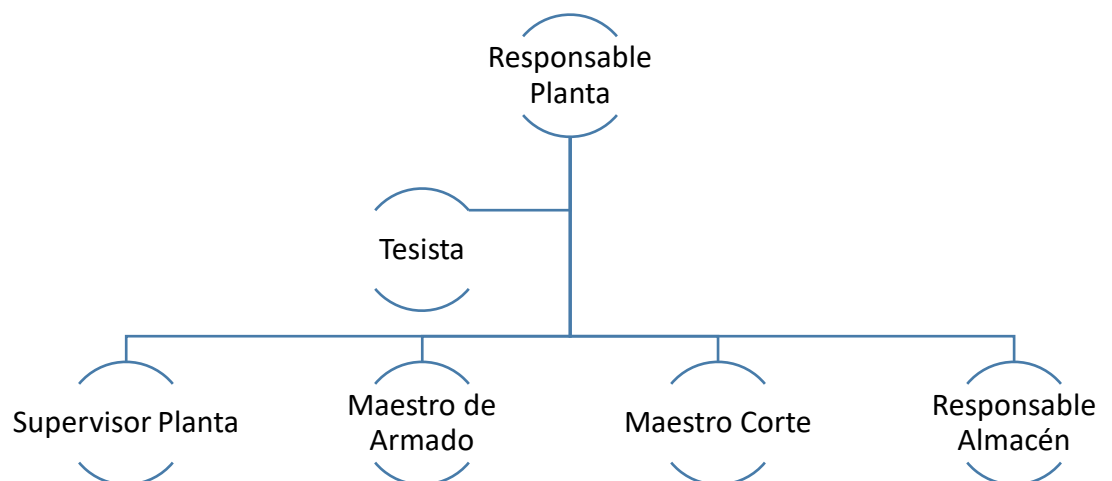 Responsable
Planta
Tesista
Supervisor Planta
Maestro de
Armado
Maestro Corte
Responsable
Almacén